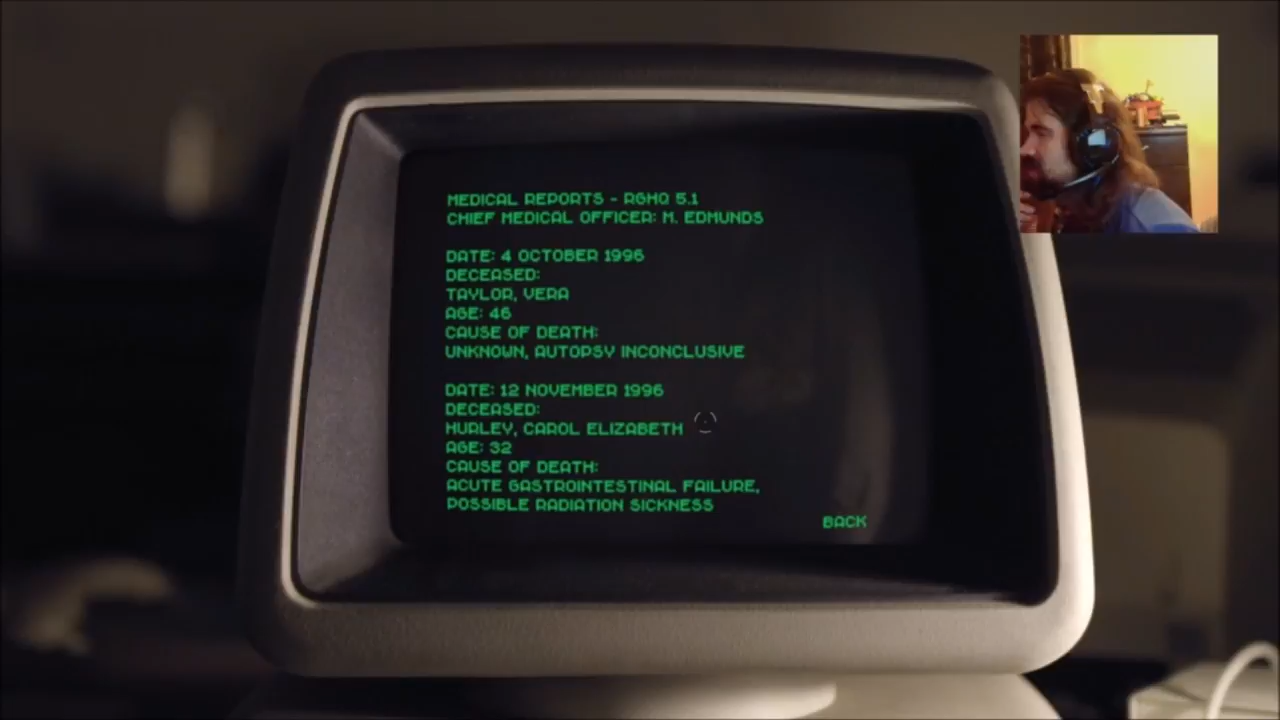 MEDICAL REPORTS - RGHQ 5.1
CHIEF MEDICAL OFFICER: M. EDMUNDS
DATE: 4 OCTOBER 1996
DECEASED:
TAYLOR, VERA
AGE: 46
CAUSE OF DEATH:
UNKNOWN, AUTOPSY INCONCLUSIVE
DATE: 12 NOVEMBER 1996
DECEASED:
HURLEY, CAROL ELIZABETH
AGE: 32
CAUSE OF DEATH:
ACUTE GASTROINTESTINAL FAILURE,
POSSIBLE RADIATION SICKNESS
BACK